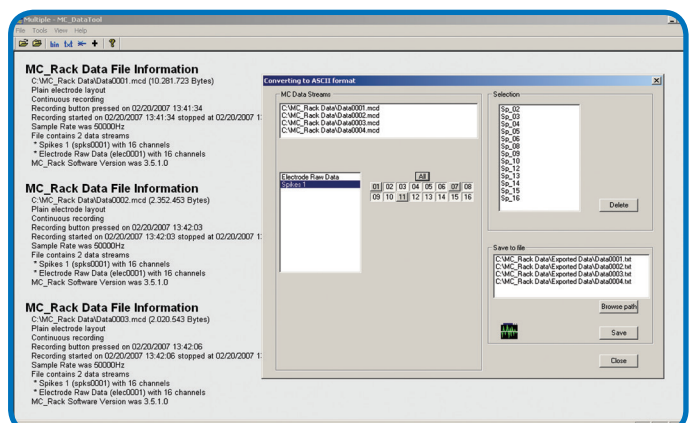 Multiple - MC_DataTool
File Tools View Help
bin txt
MC_Rack Data File Information
C:\MC_Rack Data\Data0001.mcd (10.281.723 Bytes)
Plain electrode layout
Continuous recording
Recording button pressed on 02/20/2007 13:41:34
Recording started on 02/20/2007 13:41:34 stopped at 02/20/2007 1
Sample Rate was 50000Hz
File contains 2 data streams
* Spikes 1 (spks0001) with 16 channels
* Electrode Raw Data (elec0001) with 16 channels
MC_Rack Software Version was 3.5.1.0
MC_Rack Data File Information
C:\MC_Rack Data\Data0002.mcd (2.352.453 Bytes)
Plain electrode layout
Continuous recording
Recording button pressed on 02/20/2007 13:42:03
Recording started on 02/20/2007 13:42:03 stopped at 02/20/2007 1
Sample Rate was 50000Hz
File contains 2 data streams
* Spikes 1 (spks0001) with 16 channels
* Electrode Raw Data (elec0001) with 16 channels
MC_Rack Software Version was 3.5.1.0
MC_Rack Data File Information
C:\MC_Rack Data\Data0003.mcd (2.020.543 Bytes)
Plain electrode layout
Continuous recording
Recording button pressed on 02/20/2007 13:42:06
Recording started on 02/20/2007 13:42:06 stopped at 02/20/2007 1
Sample Rate was 50000Hz
File contains 2 data streams
* Spikes 1 (spks0001) with 16 channels
* Electrode Raw Data (elec0001) with 16 channels
MC_Rack Software Version was 3.5.1.0
Converting to ASCII format
MC Data Streams
C:\MC_Rack Data\Data0001.mcd
C:\MC_Rack Data\Data0002.mcd
C:\MC_Rack Data\Data0003.mcd
C:\MC_Rack Data\Data0004.mcd
Electrode Raw Data
Spikes 1
All
01 02 03 04 05 06 07 08
09 10 11 12 13 14 15 16
Selection
Sp_02
Sp_03
Sp_04
Sp_05
Sp_06
Sp_08
Sp_09
Sp_10
Sp_12
Sp_13
Sp_14
Sp_15
Sp_16
Delete
Save to file
C:\MC_Rack Data\Exported Data\Data0001.txt
C:\MC_Rack Data\Exported Data\Data0002.txt
C:\MC_Rack Data\Exported Data\Data0003.txt
C:\MC_Rack Data\Exported Data\Data0004.txt
Browse path
Save
Close